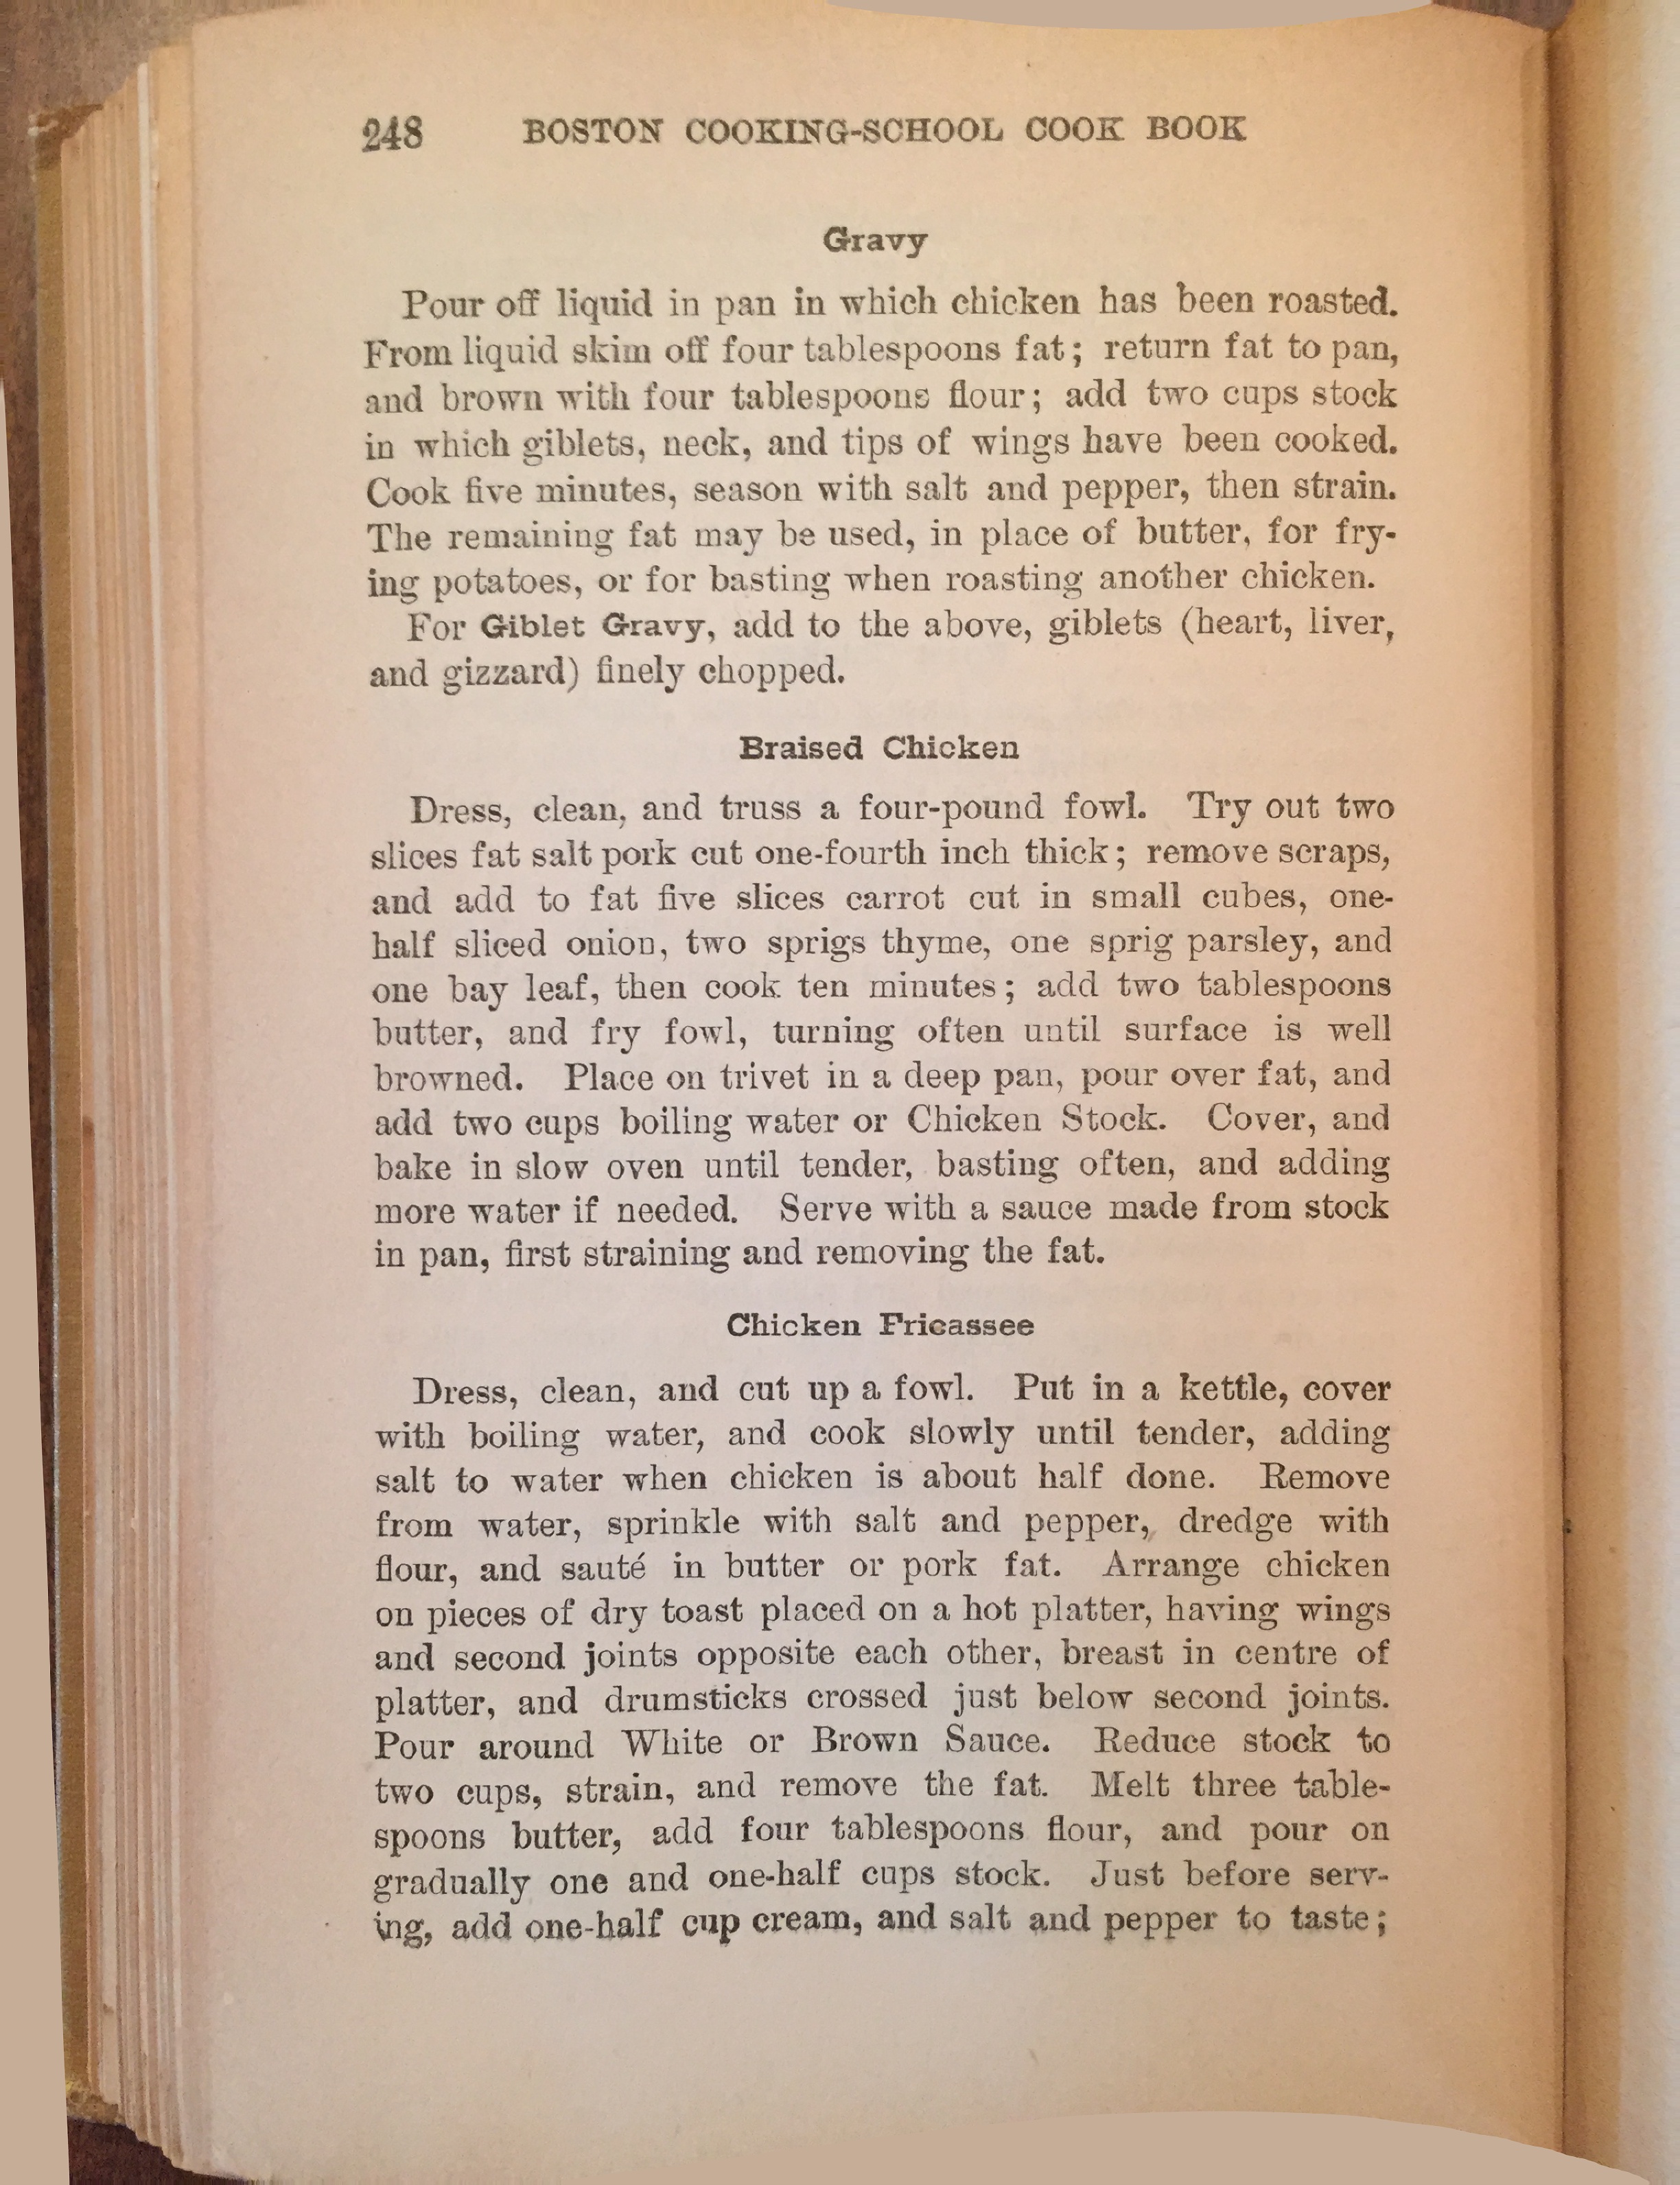 248 BOSTON COOKING-SCHOOL COOK BOOK
Gravy
Pour off liquid in pan in which chicken has been roasted.
From liquid skim off four tablespoons fat; return fat to pan,
and brown with four tablespoons flour; add two cups stock
in which giblets, neck, and tips of wings have been cooked.
Cook five minutes, season with salt and pepper, then strain.
The remaining fat may be used, in place of butter, for fry-
ing potatoes, or for basting when roasting another chicken.
For Giblet Gravy, add to the above, giblets (heart, liver,
and gizzard) finely chopped.
Braised Chicken
Dress, clean, and truss a four-pound fowl. Try out two
slices fat salt pork cut one-fourth inch thick; remove scraps,
and add to fat five slices carrot cut in small cubes, one-
half sliced onion, two sprigs thyme, one sprig parsley, and
one bay leaf, then cook ten minutes; add two tablespoons
butter, and fry fowl, turning often until surface is well
browned. Place on trivet in a deep pan, pour over fat, and
add two cups boiling water or Chicken Stock. Cover, and
bake in slow oven until tender, basting often, and adding
more water if needed. Serve with a sauce made from stock
in pan, first straining and removing the fat.
Chicken Fricassee
Dress, clean, and cut up a fowl. Put in a kettle, cover
with boiling water, and cook slowly until tender, adding
salt to water when chicken is about half done. Remove
from water, sprinkle with salt and pepper, dredge with
flour, and sauté in butter or pork fat. Arrange chicken
on pieces of dry toast placed on a hot platter, having wings
and second joints opposite each other, breast in centre of
platter, and drumsticks crossed just below second joints.
Pour around White or Brown Sauce. Reduce stock to
two cups, strain, and remove the fat. Melt three table-
spoons butter, add four tablespoons flour, and pour on
gradually one and one-half cups stock. Just before serv-
ing, add one-half cup cream, and salt and pepper to taste;